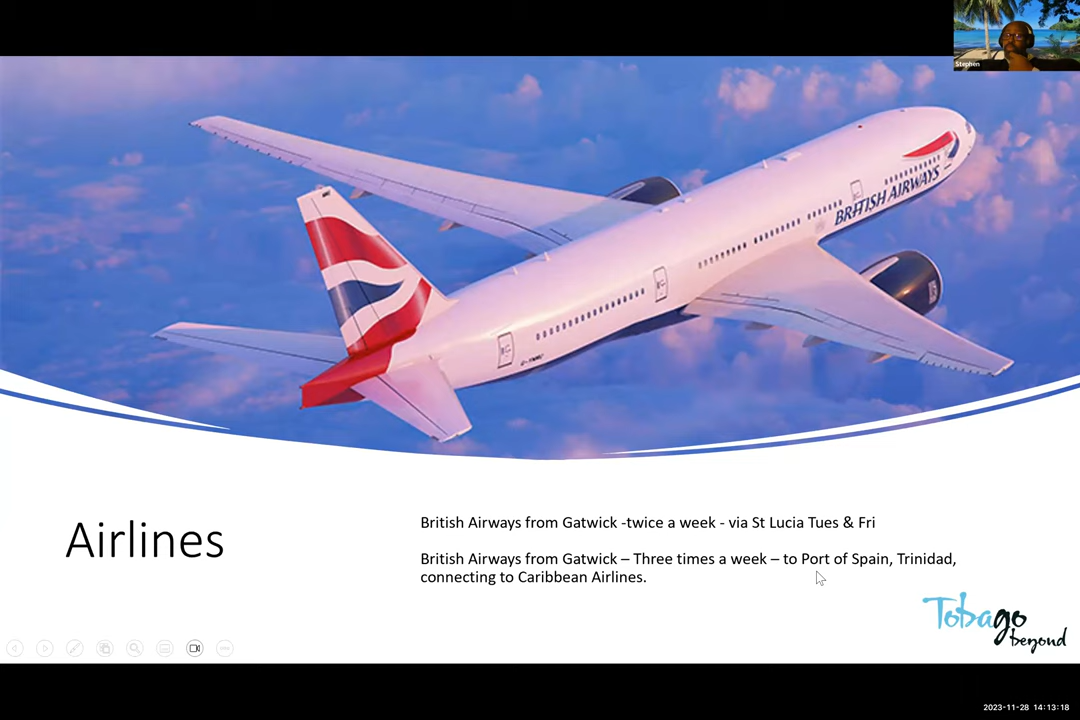 Stephen
BRITISH AIRWAYS
Airlines
British Airways from Gatwick -twice a week - via St Lucia Tues & Fri
British Airways from Gatwick – Three times a week – to Port of Spain, Trinidad,
connecting to Caribbean Airlines.
Tobago
beyond
2023-11-28 14:13:18